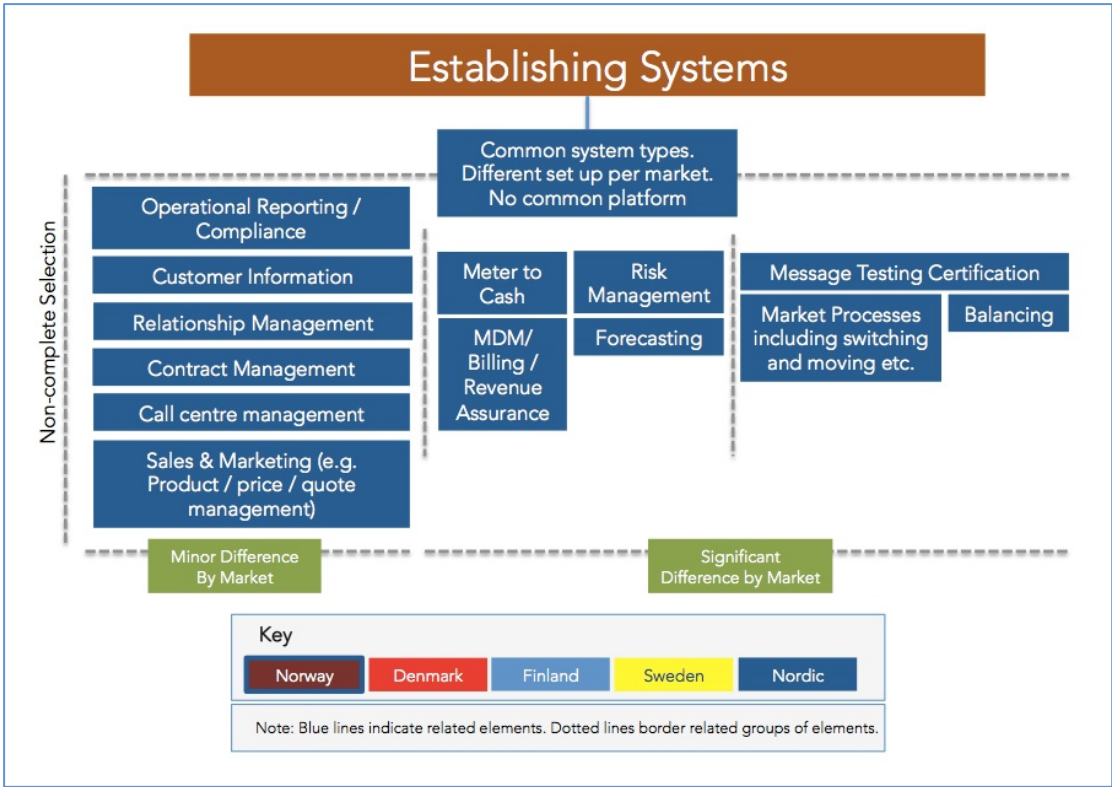 Establishing Systems
Common system types.
Different set up per market.
No common platform
Non-complete Selection
Operational Reporting /
Compliance
Customer Information
Relationship Management
Contract Management
Call centre management
Sales & Marketing (e.g.
Product / price / quote
management)
Meter to
Cash
Risk
Management
MDM/
Billing /
Revenue
Assurance
Forecasting
Message Testing Certification
Market Processes
including switching
and moving etc.
Balancing
Minor Difference
By Market
Significant
Difference by Market
Key
Norway
Denmark
Finland
Sweden
Nordic
Note: Blue lines indicate related elements. Dotted lines border related groups of elements.